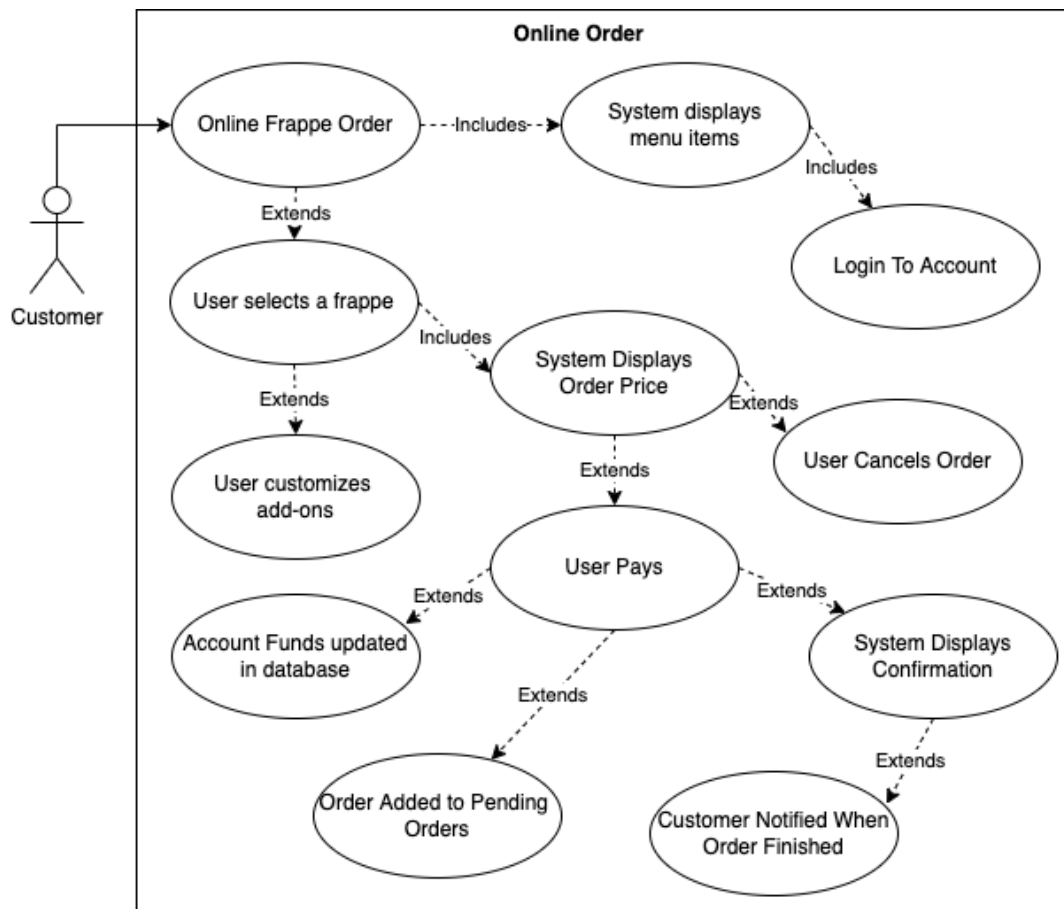 Online Order
Online Frappe Order
Includes
System displays
menu items
Includes
Extends
Login To Account
User selects a frappe
Customer
Includes
System Displays
Order Price
Extends
Extends
User Cancels Order
Extends
User customizes
add-ons
User Pays
Extends
Extends
Account Funds updated
in database
System Displays
Confirmation
Extends
Extends
Order Added to Pending
Orders
Customer Notified When
Order Finished